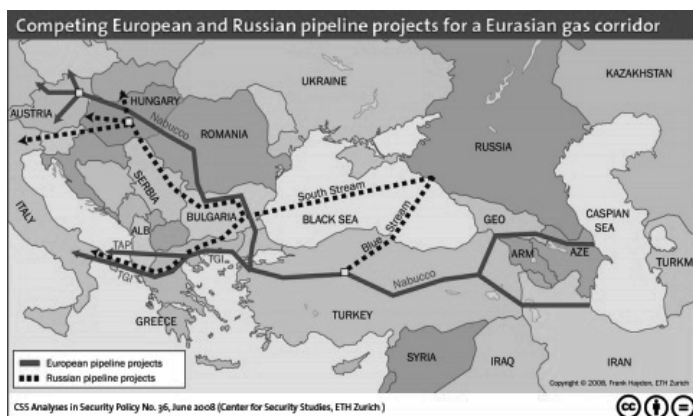 Competing European and Russian pipeline projects for a Eurasian gas corridor
UKRAINE
KAZAKHSTAN
HUNGARY
AUSTRIA
Nabucco
ROMANIA
RUSSIA
SERBIA
South Stream
CASPIAN
SEA
ITALY
BULGARIA
BLACK SEA
Blue Stream
GEO
ALB
TAP
TGI
ARM
AZE
TURKM
TGI
Nabucco
GREECE
TURKEY
SYRIA
IRAQ
IRAN
European pipeline projects
Russian pipeline projects
Copyright © 2008, Frank Haydon, ETH Zurich
CSS Analyses in Security Policy No. 36, June 2008 (Center for Security Studies, ETH Zurich )
cc